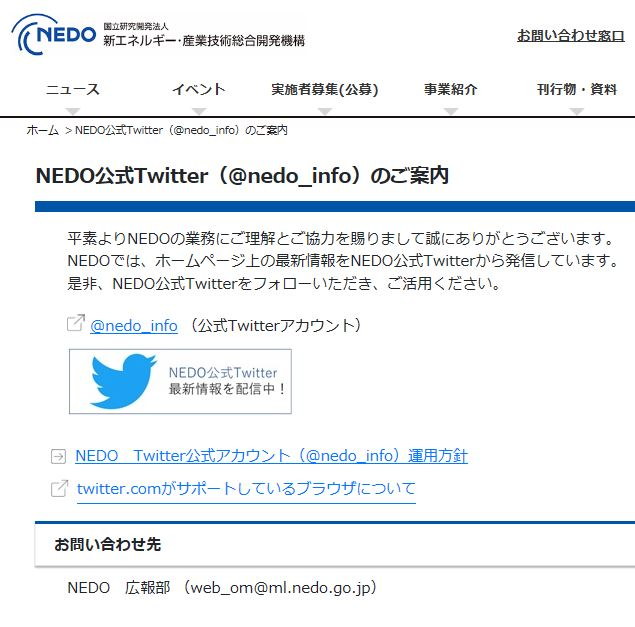 NEDO
国立研究開発法人
新エネルギー・産業技術総合開発機構
お問い合わせ窓口
ニュース イベント 実施者募集(公募) 事業紹介 刊行物・資料
ホーム >NEDO公式Twitter（@nedo_info）のご案内
NEDO公式Twitter（@nedo_info）のご案内
平素よりNEDOの業務にご理解とご協力を賜りまして誠にありがとうございます。
NEDOでは、ホームページ上の最新情報をNEDO公式Twitterから発信しています。
是非、NEDO公式Twitterをフォローいただき、ご活用ください。
@nedo_info （公式Twitterアカウント）
NEDO公式Twitter
最新情報を配信中！
NEDO　Twitter公式アカウント（@nedo_info）運用方針
twitter.comがサポートしているブラウザについて
お問い合わせ先
NEDO　広報部 （web_om@ml.nedo.go.jp）